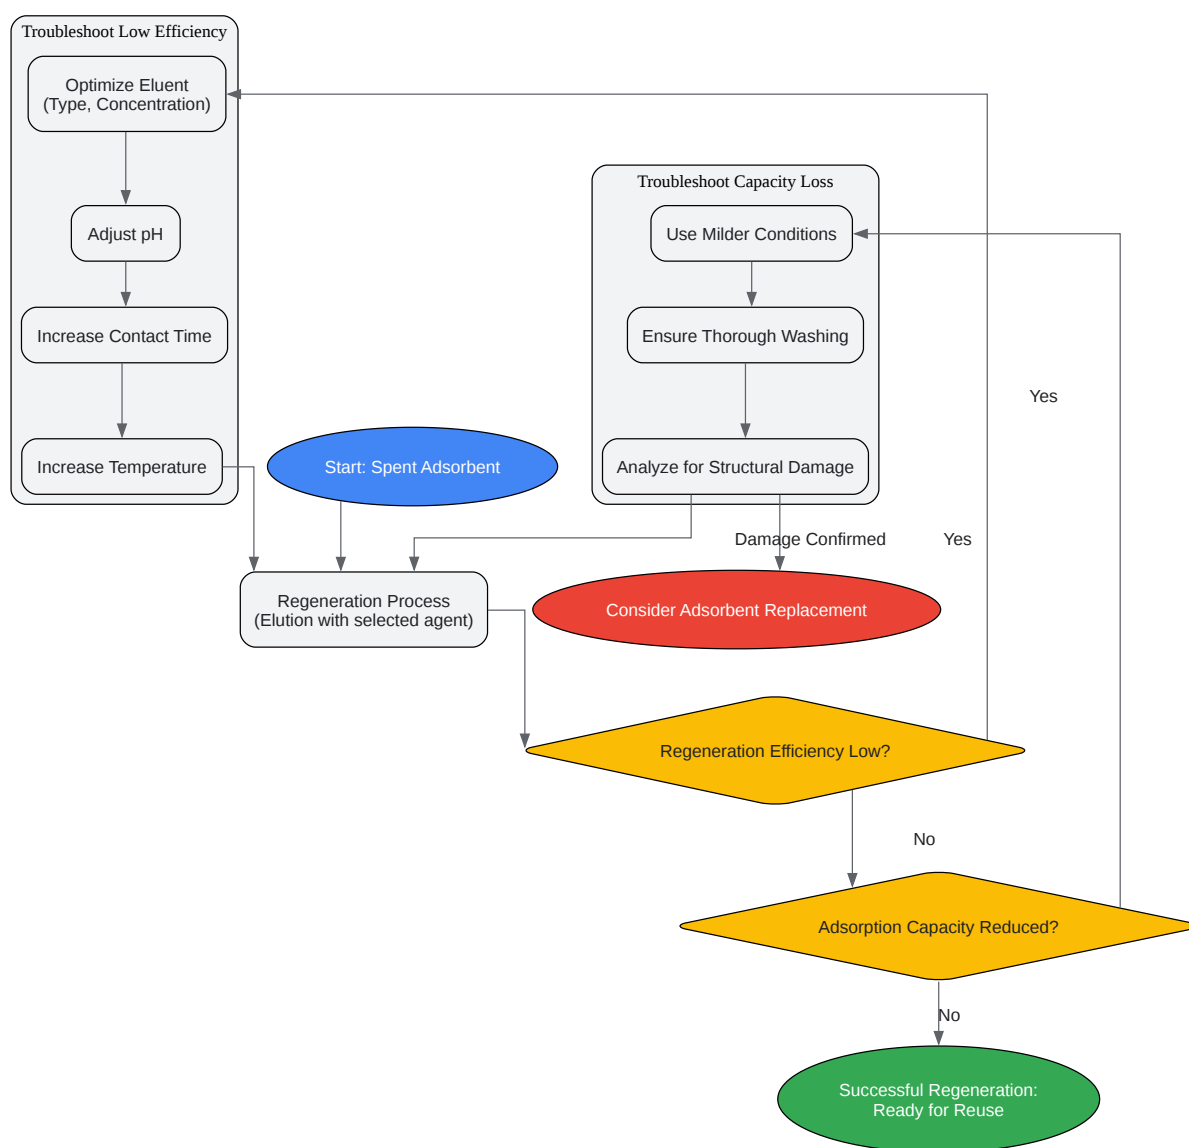 Troubleshoot Low Efficiency
Optimize Eluent
(Type, Concentration)
Adjust pH
Increase Contact Time
Increase Temperature
Troubleshoot Capacity Loss
Use Milder Conditions
Ensure Thorough Washing
Analyze for Structural Damage
Start: Spent Adsorbent
Yes
Yes
Damage Confirmed
Regeneration Process
(Elution with selected agent)
Consider Adsorbent Replacement
Regeneration Efficiency Low?
No
Adsorption Capacity Reduced?
No
Successful Regeneration:
Ready for Reuse